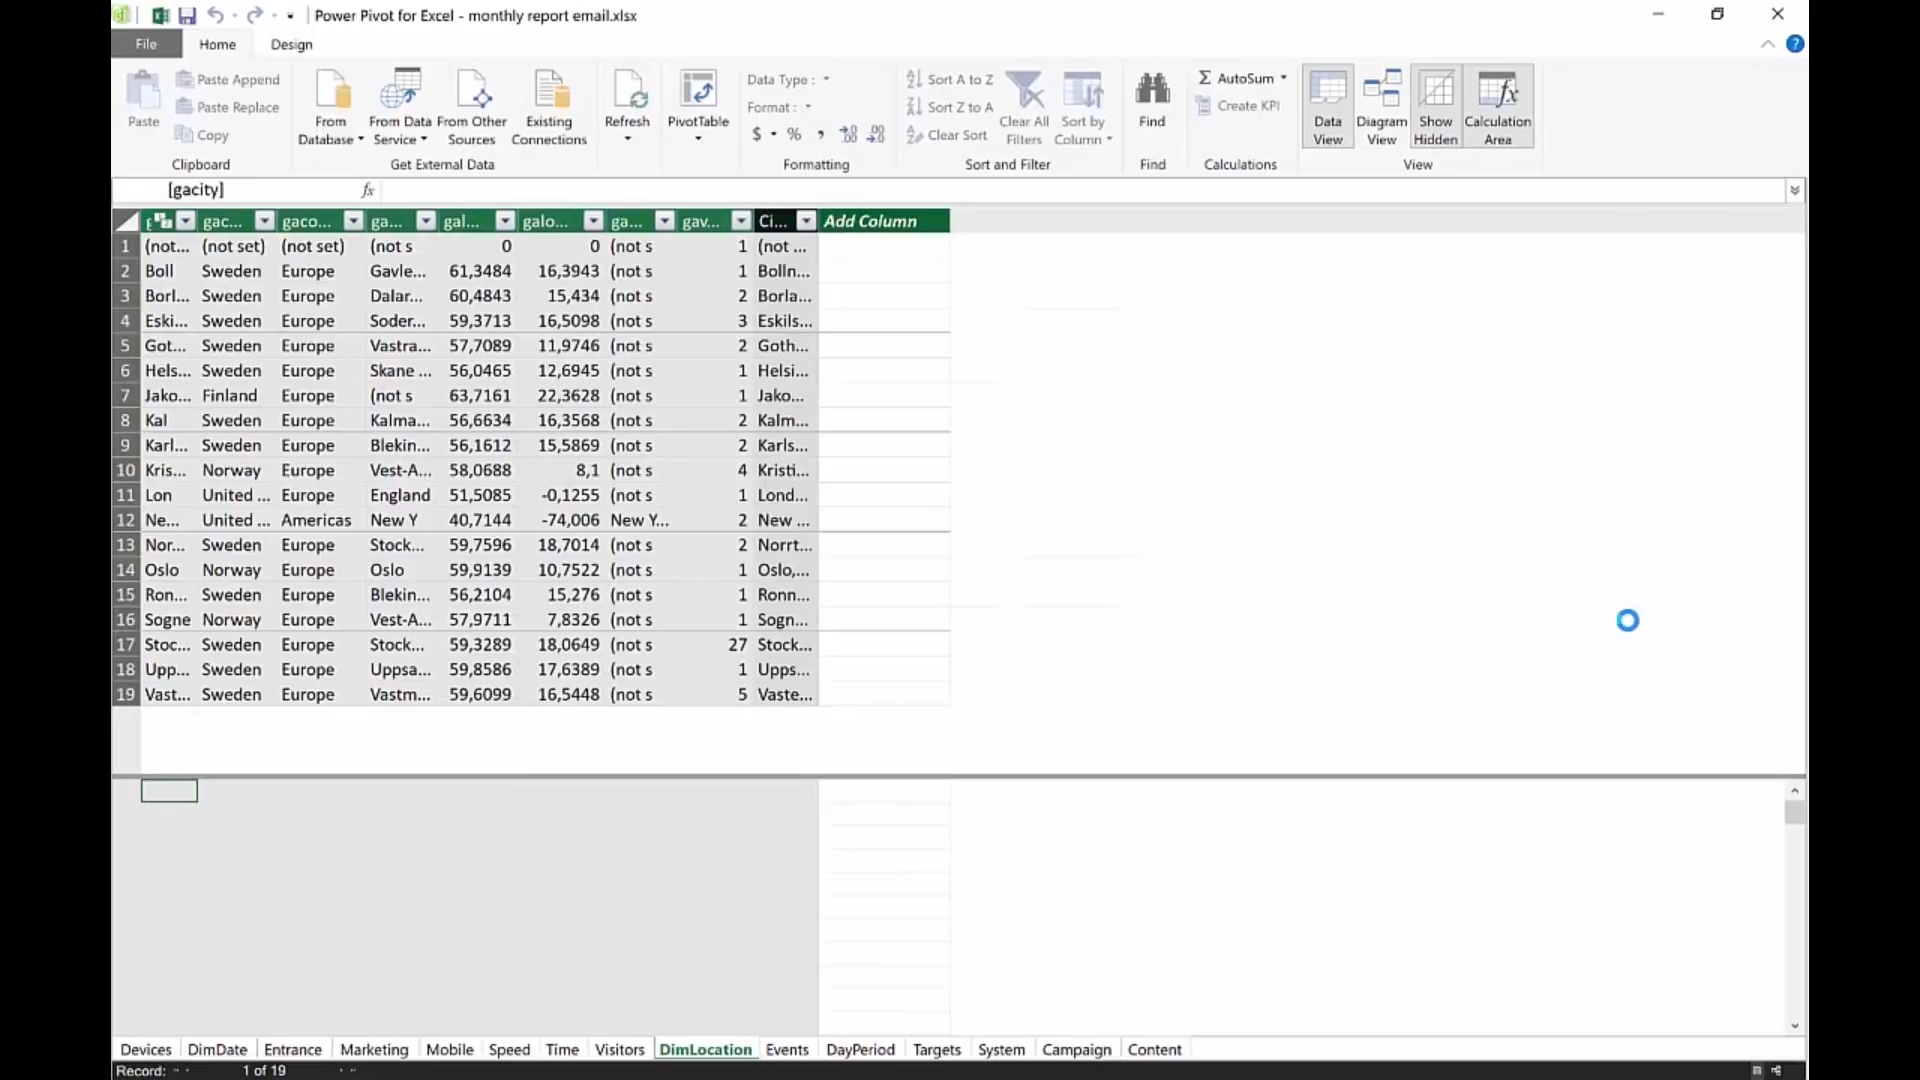 Power Pivot for Excel - monthly report email.xlsx
File Home Design
Paste Paste Append Paste Replace Copy
From Database From Data Service From Other Sources Existing Connections
Refresh PivotTable
Data Type : Format : $ % ,
Sort A to Z Sort Z to A Clear Sort Clear All Filters Sort by Column
Find
AutoSum Create KPI
Data View Diagram View Show Hidden Calculation Area
Clipboard Get External Data Formatting Sort and Filter Find Calculations View
[gacity] fx
gac... gaco... ga... gal... galo... ga... gav... Ci... Add Column
1 (not... (not set) (not set) (not s 0 0 (not s 1 (not ...
2 Boll Sweden Europe Gavle... 61,3484 16,3943 (not s 1 Bolln...
3 Borl... Sweden Europe Dalar... 60,4843 15,434 (not s 2 Borla...
4 Eski... Sweden Europe Soder... 59,3713 16,5098 (not s 3 Eskils...
5 Got... Sweden Europe Vastra... 57,7089 11,9746 (not s 2 Goth...
6 Hels... Sweden Europe Skane ... 56,0465 12,6945 (not s 1 Helsi...
7 Jako... Finland Europe (not s 63,7161 22,3628 (not s 1 Jako...
8 Kal Sweden Europe Kalma... 56,6634 16,3568 (not s 2 Kalm...
9 Karl... Sweden Europe Blekin... 56,1612 15,5869 (not s 2 Karls...
10 Kris... Norway Europe Vest-A... 58,0688 8,1 (not s 4 Kristi...
11 Lon United ... Europe England 51,5085 -0,1255 (not s 1 Lond...
12 Ne... United ... Americas New Y 40,7144 -74,006 New Y... 2 New ...
13 Nor... Sweden Europe Stock... 59,7596 18,7014 (not s 2 Norrt...
14 Oslo Norway Europe Oslo 59,9139 10,7522 (not s 1 Oslo,...
15 Ron... Sweden Europe Blekin... 56,2104 15,276 (not s 1 Ronn...
16 Sogne Norway Europe Vest-A... 57,9711 7,8326 (not s 1 Sogn...
17 Stoc... Sweden Europe Stock... 59,3289 18,0649 (not s 27 Stock...
18 Upp... Sweden Europe Uppsa... 59,8586 17,6389 (not s 1 Upps...
19 Vast... Sweden Europe Vastm... 59,6099 16,5448 (not s 5 Vaste...
Devices DimDate Entrance Marketing Mobile Speed Time Visitors DimLocation Events DayPeriod Targets System Campaign Content
Record: 1 of 19